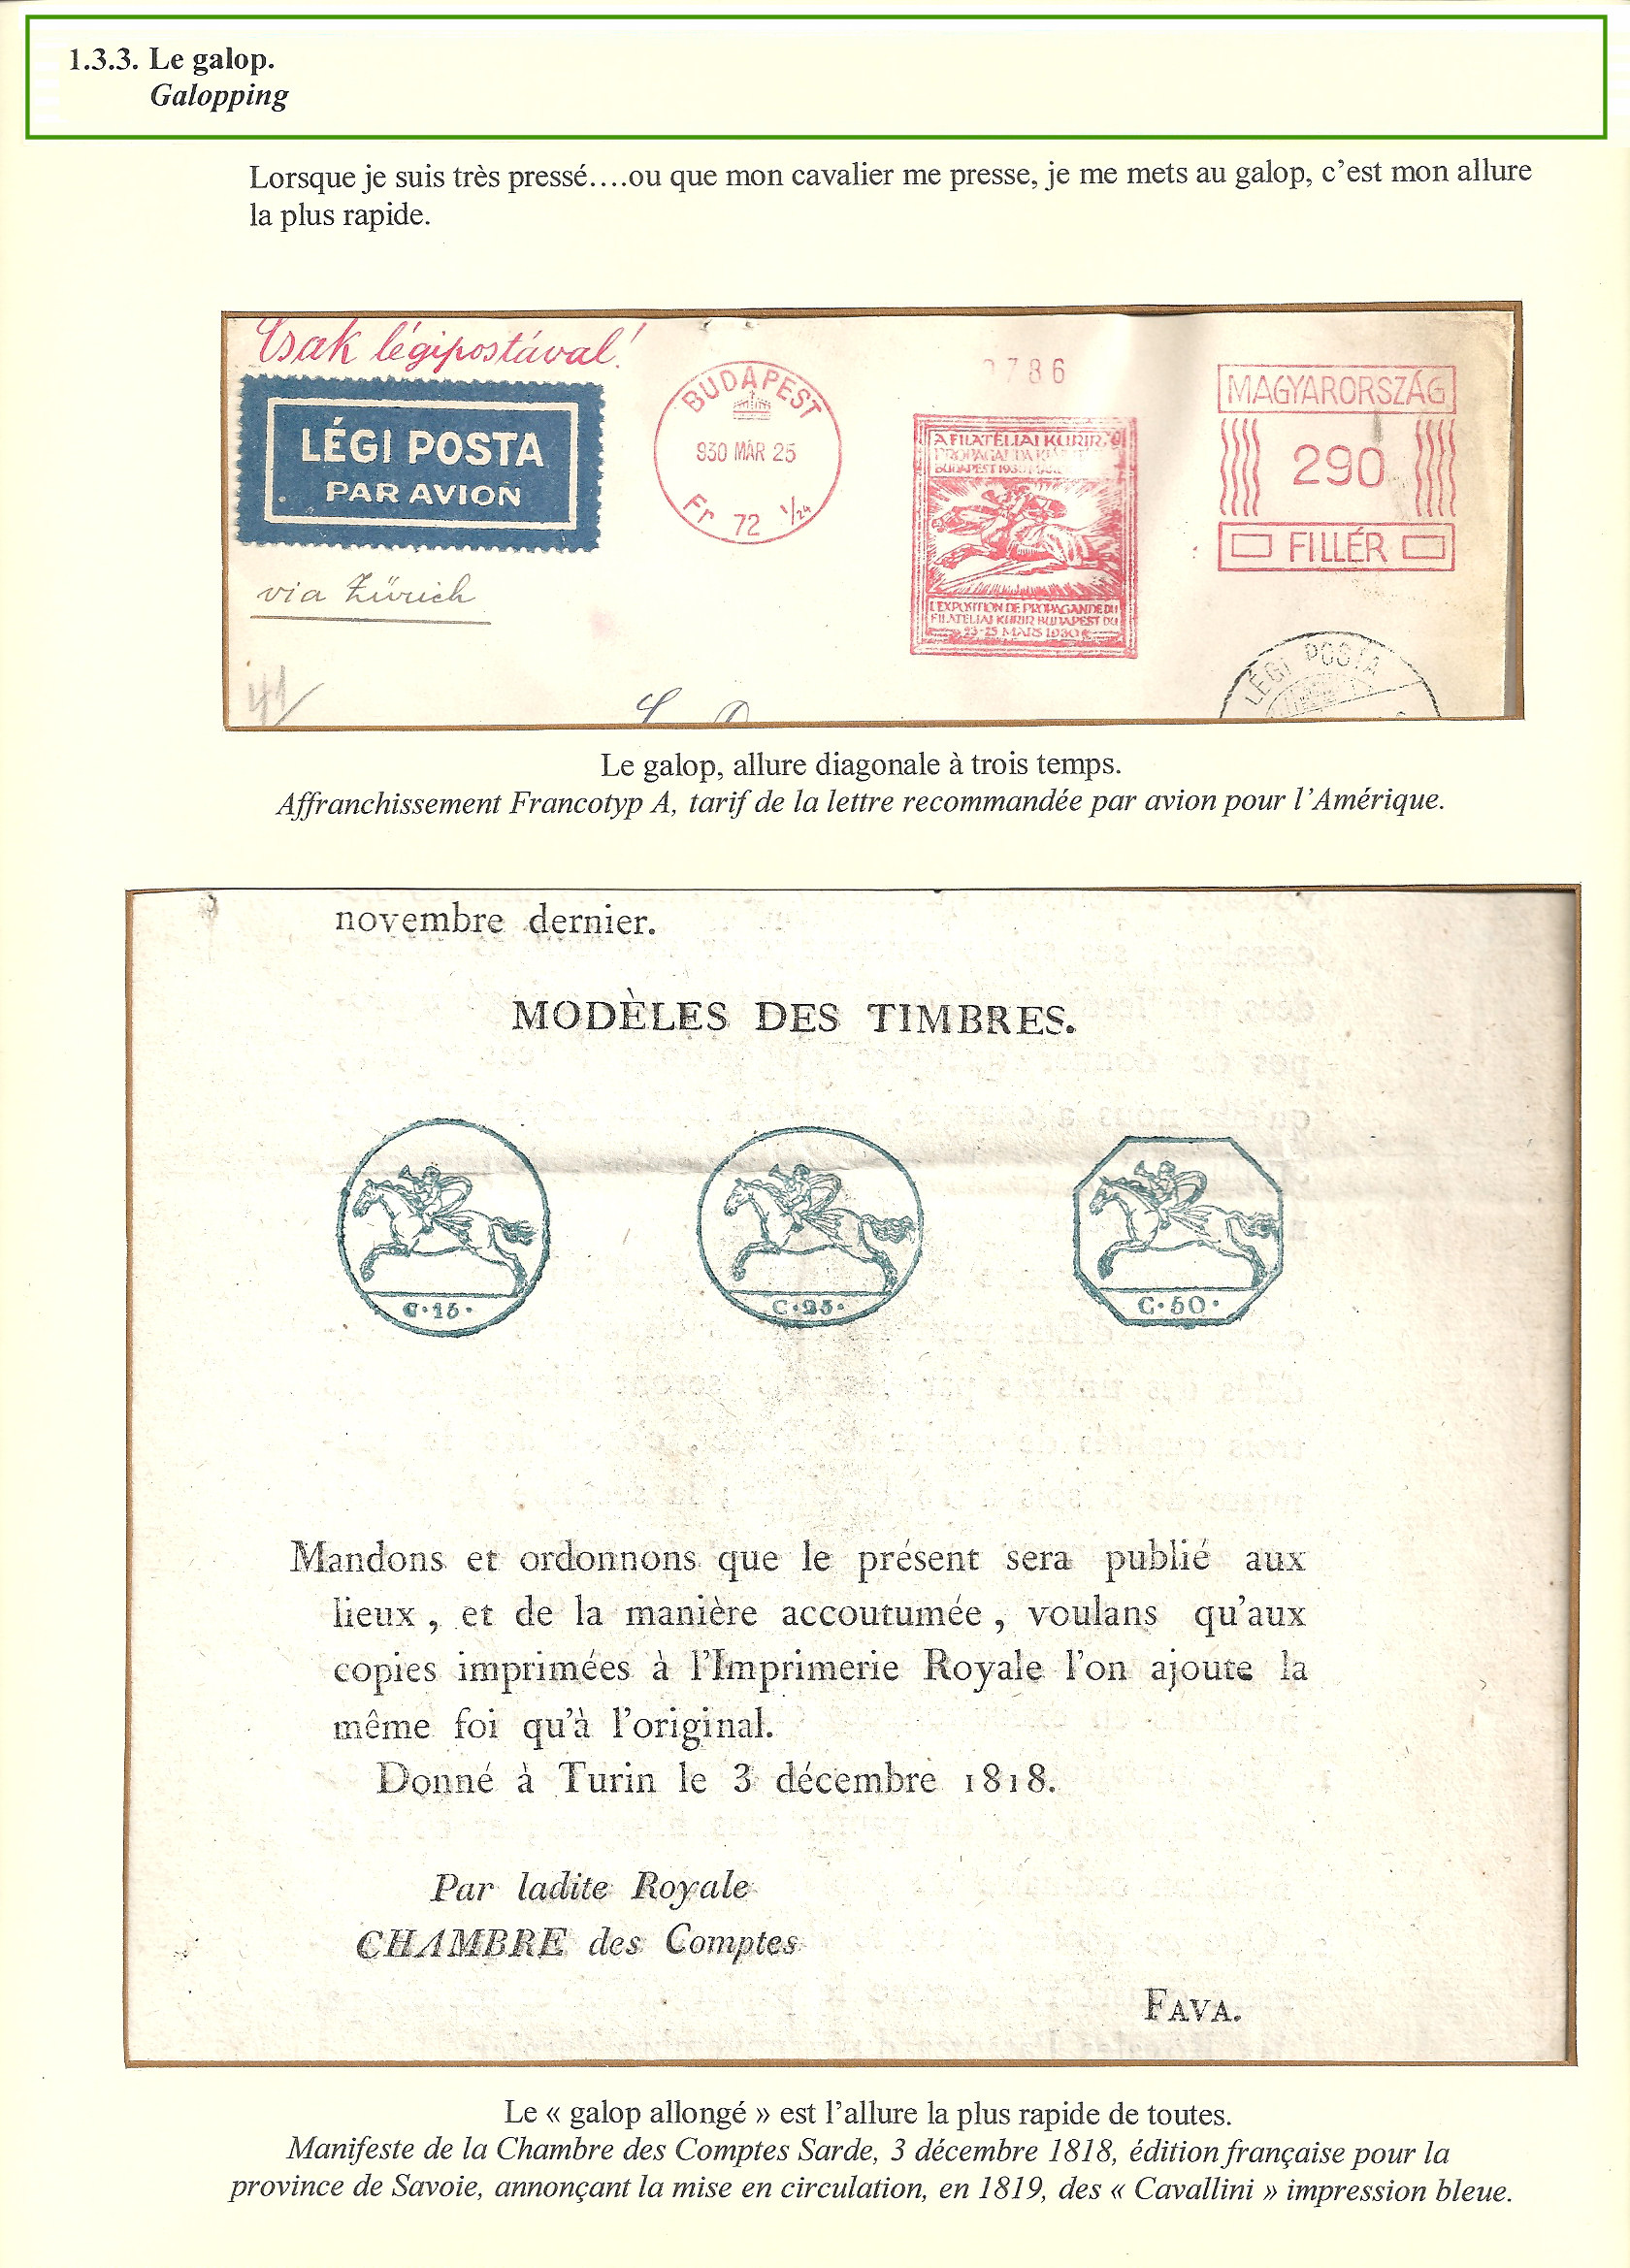 1.3.3. Le galop.
Galopping
Lorsque je suis très pressé….ou que mon cavalier me presse, je me mets au galop, c’est mon allure
la plus rapide.
Csak légipostával!
LÉGI POSTA
PAR AVION
via Zürich
41
BUDAPEST
930 MÁR 25
Fr 72 1/24
786
A FILATÉLIAI KURIR
BUDAPEST 1930
L'EXPOSITION DE PROPAGANDE DU
FILATÉLIAI KURIR BUDAPEST DU
23-25 MARS 1930
MAGYARORSZÁG
290
FILLÉR
LÉGI POSTA
Le galop, allure diagonale à trois temps.
Affranchissement Francotyp A, tarif de la lettre recommandée par avion pour l’Amérique.
novembre dernier.
MODÈLES DES TIMBRES.
C·15·
C·25·
C·50·
Mandons et ordonnons que le présent sera publié aux
lieux , et de la manière accoutumée , voulans qu'aux
copies imprimées à l'Imprimerie Royale l'on ajoute la
même foi qu'à l'original.
Donné à Turin le 3 décembre 1818.
Par ladite Royale
CHAMBRE des Comptes
FAVA.
Le « galop allongé » est l’allure la plus rapide de toutes.
Manifeste de la Chambre des Comptes Sarde, 3 décembre 1818, édition française pour la
province de Savoie, annonçant la mise en circulation, en 1819, des « Cavallini » impression bleue.